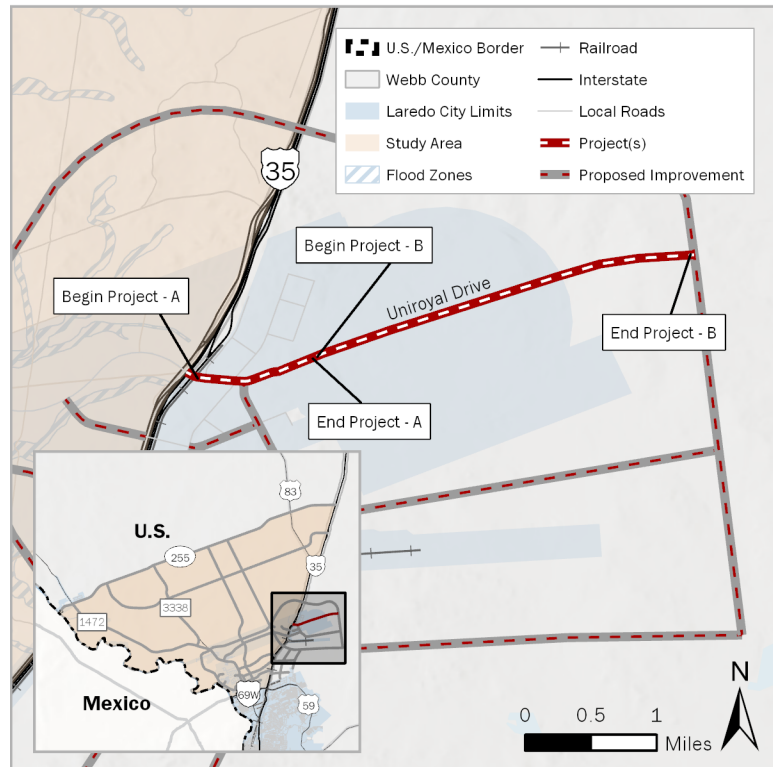 U.S./Mexico Border
Railroad
Webb County
Interstate
Laredo City Limits
Local Roads
Study Area
Project(s)
Flood Zones
Proposed Improvement
35
Begin Project - B
Begin Project - A
Uniroyal Drive
End Project - B
End Project - A
83
U.S.
255
35
3338
1472
69W
59
Mexico
N
0 0.5 1
Miles